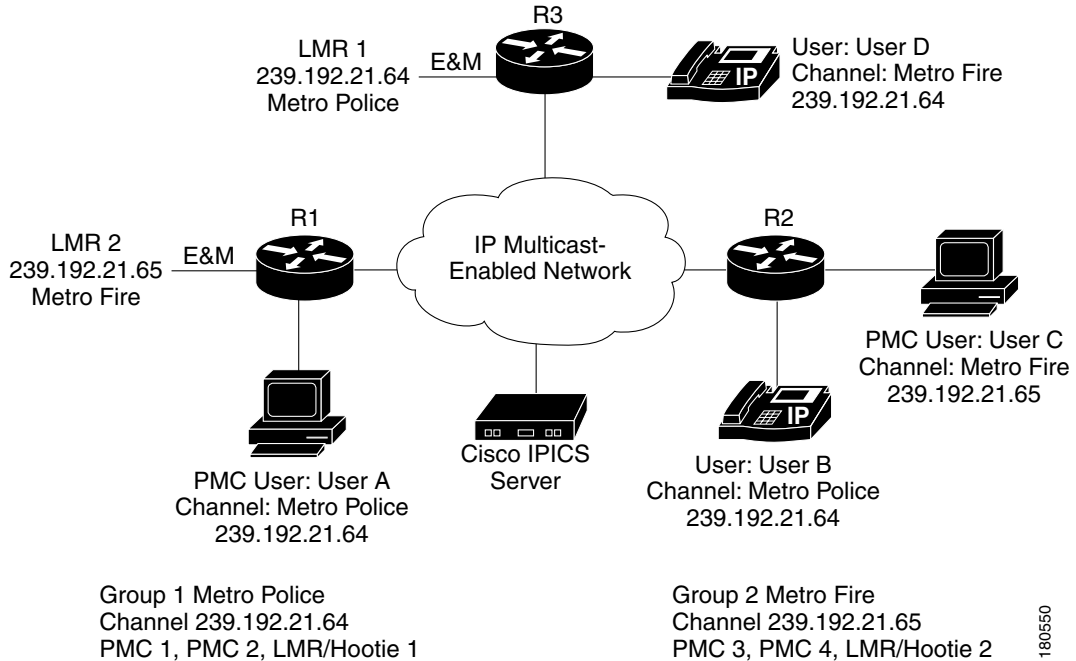 R3
LMR 1
239.192.21.64
Metro Police
E&M
IP
User: User D
Channel: Metro Fire
239.192.21.64
R1
LMR 2
239.192.21.65
Metro Fire
E&M
IP Multicast-
Enabled Network
R2
PMC User: User C
Channel: Metro Fire
239.192.21.65
PMC User: User A
Channel: Metro Police
239.192.21.64
Cisco IPICS
Server
IP
User: User B
Channel: Metro Police
239.192.21.64
Group 1 Metro Police
Channel 239.192.21.64
PMC 1, PMC 2, LMR/Hootie 1
Group 2 Metro Fire
Channel 239.192.21.65
PMC 3, PMC 4, LMR/Hootie 2
180550